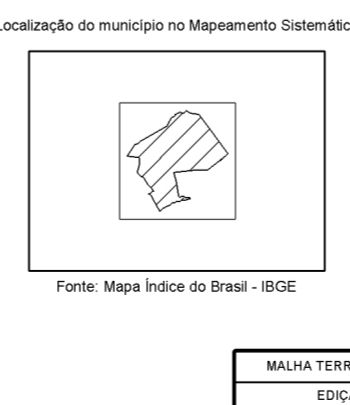 Localização do município no Mapeamento Sistemátic
Fonte: Mapa Índice do Brasil - IBGE
MALHA TERR
EDIÇ